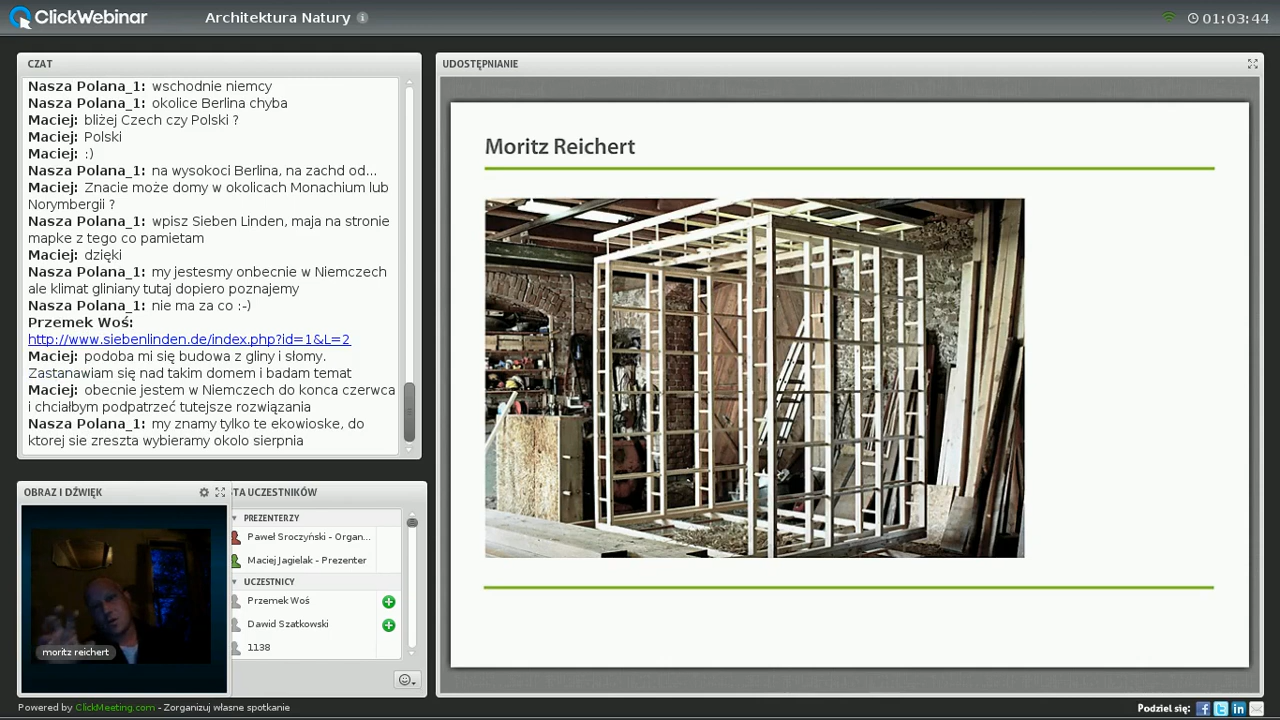 ClickWebinar
Architektura Natury
01:03:44
CZAT
Nasza Polana_1: wschodnie niemcy
Nasza Polana_1: okolice Berlina chyba
Maciej: bliżej Czech czy Polski ?
Maciej: Polski
Maciej: :)
Nasza Polana_1: na wysokoci Berlina, na zachd od...
Maciej: Znacie może domy w okolicach Monachium lub
Norymbergii ?
Nasza Polana_1: wpisz Sieben Linden, maja na stronie
mapke z tego co pamietam
Maciej: dzięki
Nasza Polana_1: my jestesmy onbecnie w Niemczech
ale klimat gliniany tutaj dopiero poznajemy
Nasza Polana_1: nie ma za co :-)
Przemek Woś:
http://www.siebenlinden.de/index.php?id=1&L=2
Maciej: podoba mi się budowa z gliny i słomy.
Zastanawiam się nad takim domem i badam temat
Maciej: obecnie jestem w Niemczech do konca czerwca
i chciałbym podpatrzeć tutejsze rozwiązania
Nasza Polana_1: my znamy tylko te ekowioske, do
ktorej sie zreszta wybieramy okolo sierpnia
OBRAZ I DŹWIĘK
moritz reichert
TA UCZESTNIKÓW
PREZENTERZY
Paweł Sroczyński - Organ...
Maciej Jagielak - Prezenter
UCZESTNICY
Przemek Woś
Dawid Szatkowski
1138
UDOSTĘPNIANIE
Moritz Reichert
Powered by ClickMeeting.com - Zorganizuj własne spotkanie
Podziel się: